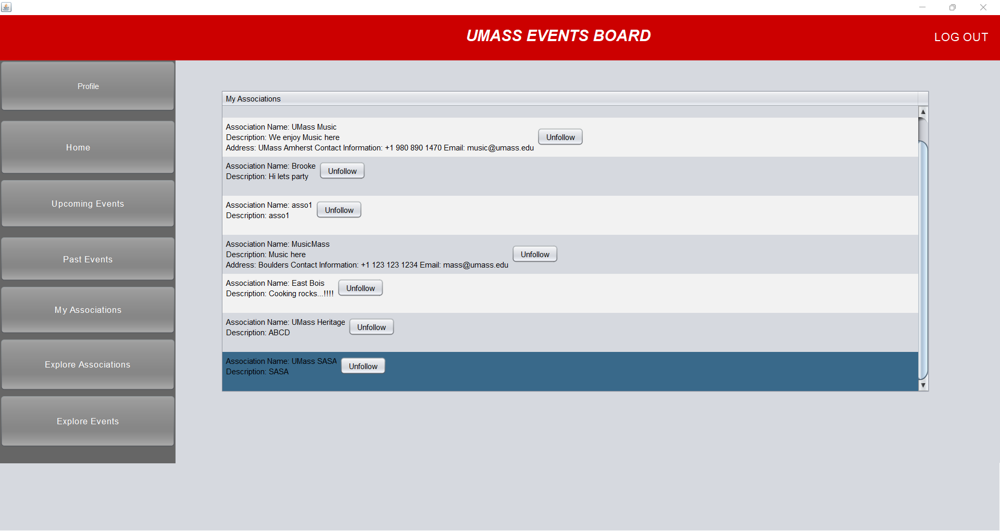 UMASS EVENTS BOARD
LOG OUT
Profile
Home
Upcoming Events
Past Events
My Associations
Explore Associations
Explore Events
My Associations
Association Name: UMass Music
Description: We enjoy Music here
Address: UMass Amherst Contact Information: +1 980 890 1470 Email: music@umass.edu
Unfollow
Association Name: Brooke
Description: Hi lets party
Unfollow
Association Name: asso1
Description: asso1
Unfollow
Association Name: MusicMass
Description: Music here
Address: Boulders Contact Information: +1 123 123 1234 Email: mass@umass.edu
Unfollow
Association Name: East Bois
Description: Cooking rocks...!!!!
Unfollow
Association Name: UMass Heritage
Description: ABCD
Unfollow
Association Name: UMass SASA
Description: SASA
Unfollow